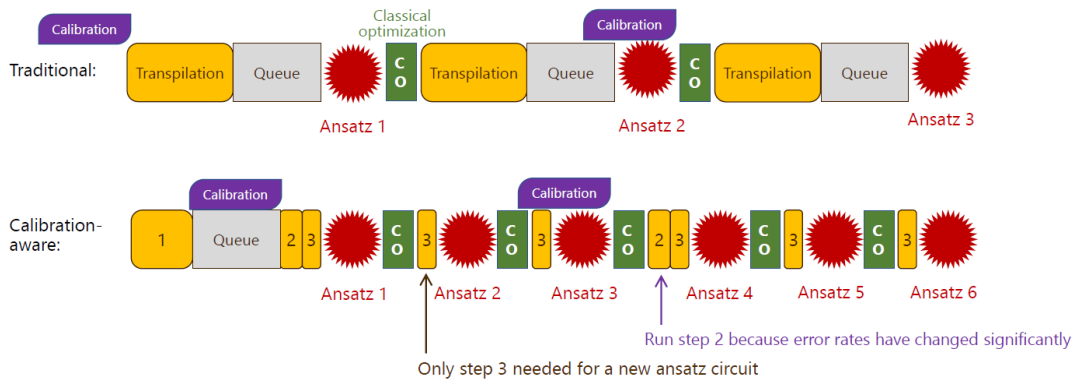 Classical
optimization
Calibration
Calibration
Traditional:
Transpilation
Queue
C
O
Transpilation
Queue
C
O
Transpilation
Queue
Ansatz 1
Ansatz 2
Ansatz 3
Calibration
Calibration
Calibration-
aware:
1
Queue
2
3
C
O
3
C
O
3
C
O
2
3
C
O
3
C
O
3
Ansatz 1
Ansatz 2
Ansatz 3
Ansatz 4
Ansatz 5
Ansatz 6
Run step 2 because error rates have changed significantly
Only step 3 needed for a new ansatz circuit